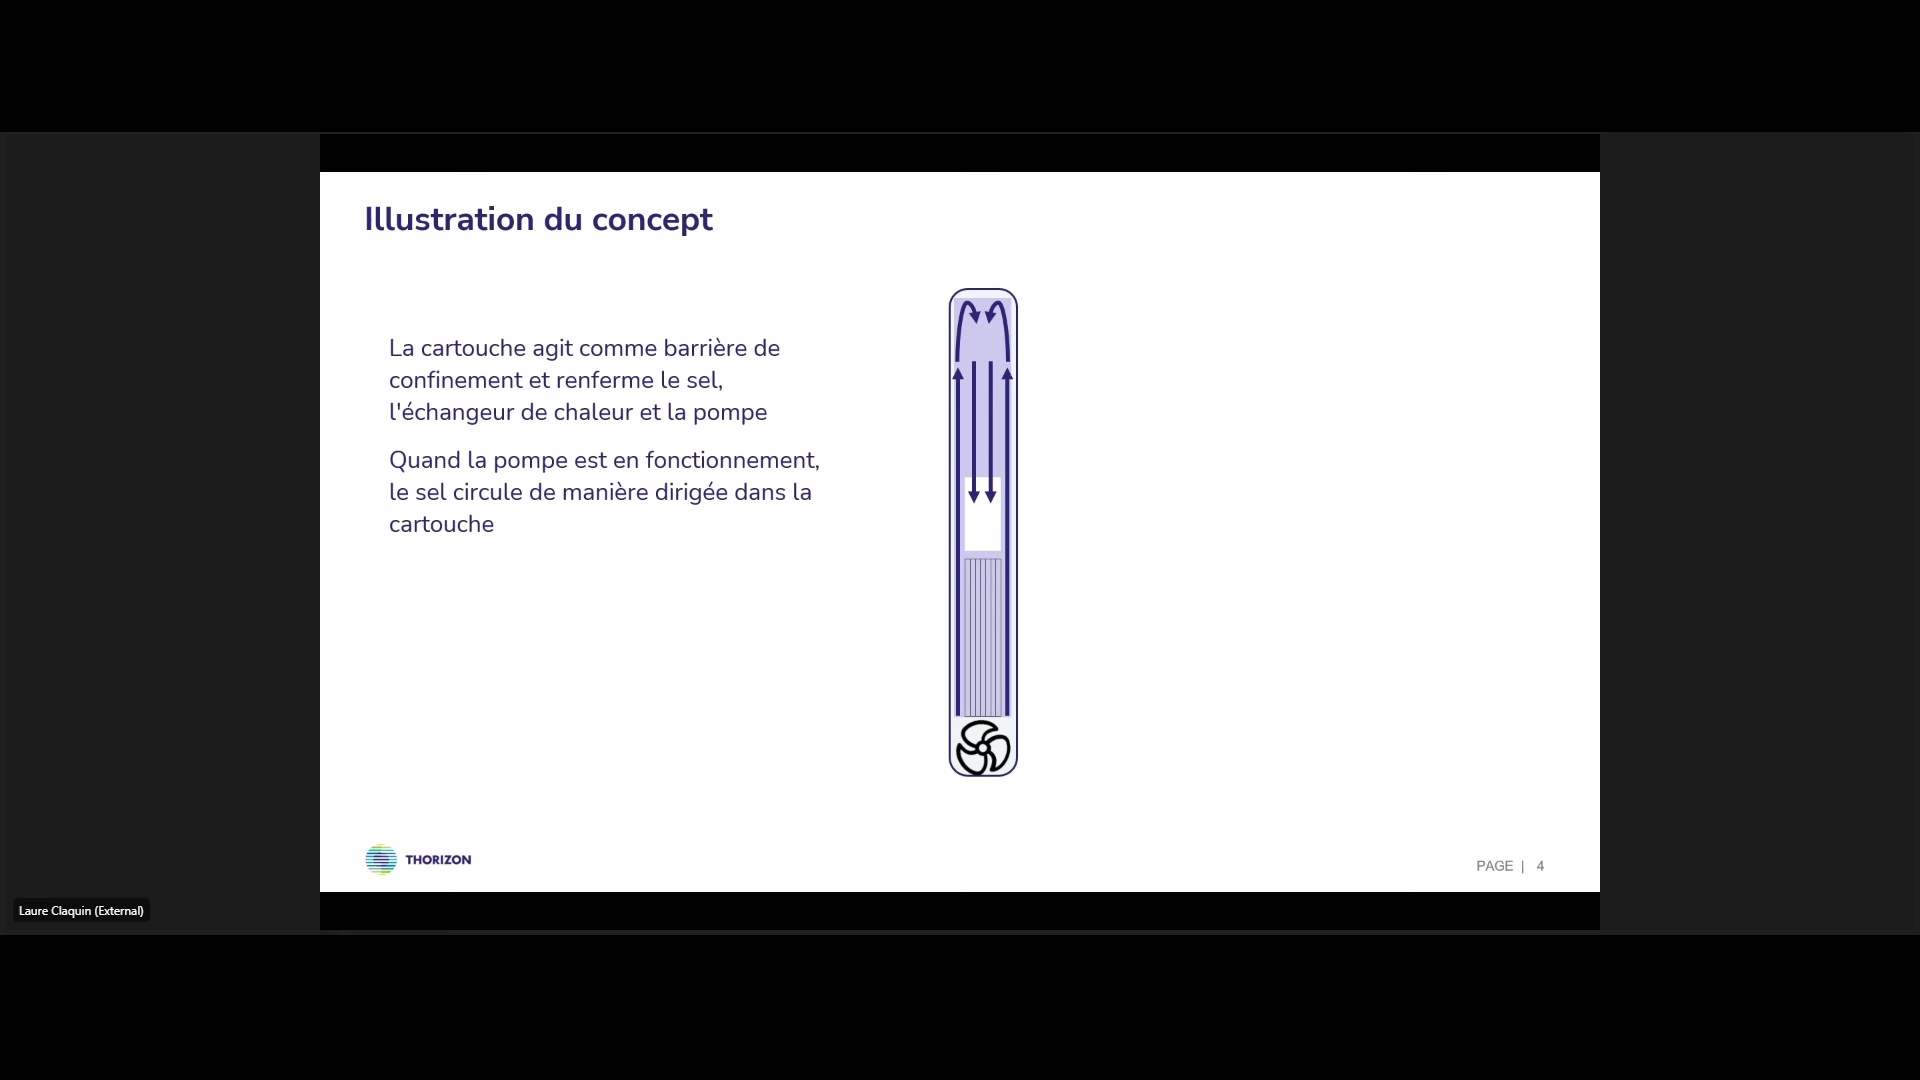 Illustration du concept
La cartouche agit comme barrière de
confinement et renferme le sel,
l'échangeur de chaleur et la pompe
Quand la pompe est en fonctionnement,
le sel circule de manière dirigée dans la
cartouche
THORIZON
PAGE | 4
Laure Claquin (External)